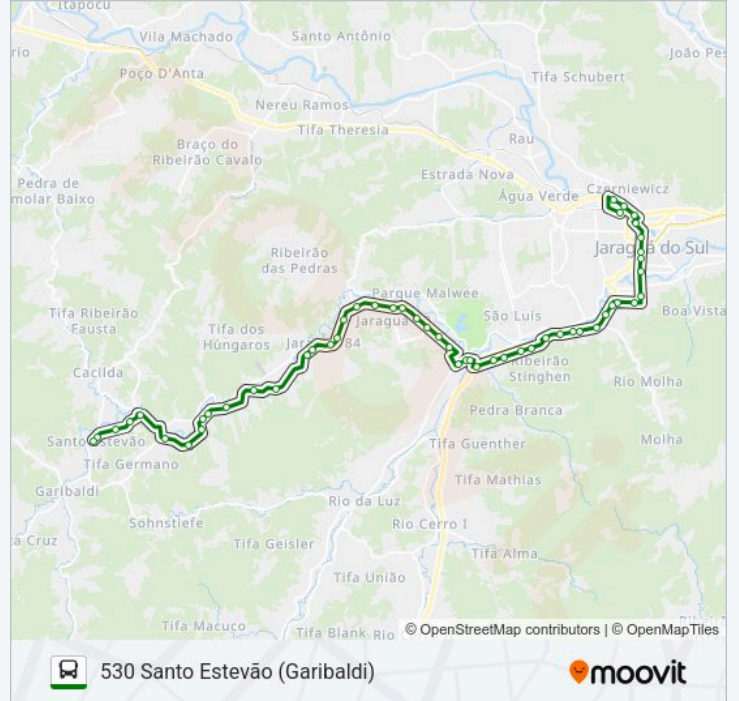 Itapocu
Vila Machado
Santo Antônio
rio
João Pes
Poço D'Anta
Tifa Schubert
Nereu Ramos
Tifa Theresia
Rau
Braço do
Ribeirão Cavalo
Estrada Nova
Pedra de
molar Baixo
Água Verde
Czerniewicz
Jaraguá do Sul
Ribeirão
das Pedras
Parque Malwee
Tifa Ribeirão
Fausta
São Luís
Boa Vista
Jaraguá
Tifa dos
Húngaros
Jara
84
Cacilda
Ribeirão
Stinghen
Rio Molha
Pedra Branca
Santo Estevão
Tifa Guenther
Molha
Tifa Germano
Garibaldi
Tifa Mathias
Rio da Luz
Sohnstiefe
Rio Cerro I
á Cruz
Tifa Geisler
Tifa Alma
Tifa União
Tifa Macuco
Tifa Blank
Rio
© OpenStreetMap contributors | © OpenMapTiles
530 Santo Estevão (Garibaldi)
moovit